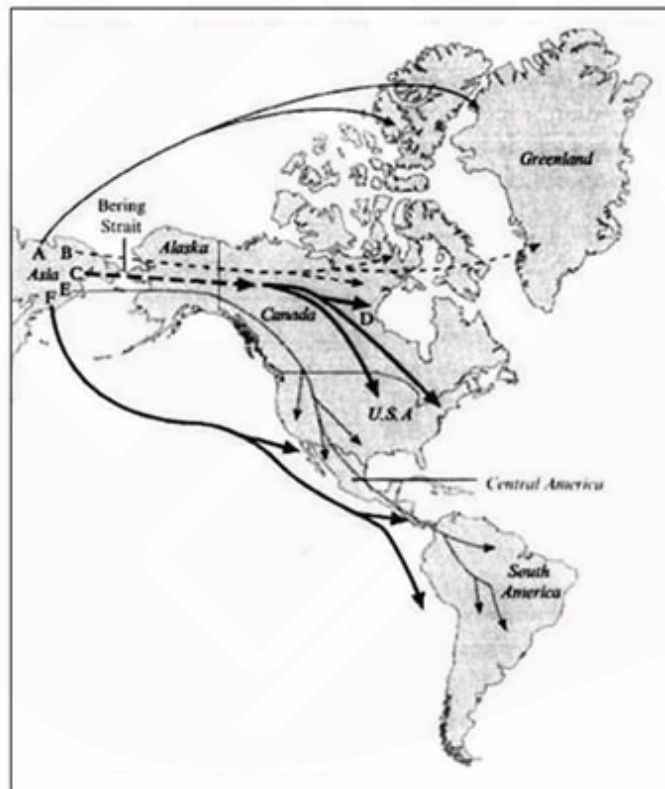 Greenland
Bering
Strait
Alaska
A
B
Asia
C
E
F
Canada
D
U.S.A
Central America
South
America